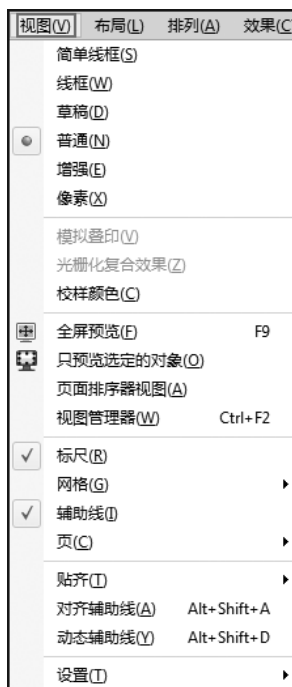 视图(V) 布局(L) 排列(A) 效果(C
简单线框(S)
线框(W)
草稿(D)
普通(N)
增强(E)
像素(X)
模拟叠印(V)
光栅化复合效果(Z)
校样颜色(C)
全屏预览(F) F9
只预览选定的对象(O)
页面排序器视图(A)
视图管理器(W) Ctrl+F2
标尺(R)
网格(G)
辅助线(I)
页(C)
贴齐(T)
对齐辅助线(A) Alt+Shift+A
动态辅助线(Y) Alt+Shift+D
设置(T)